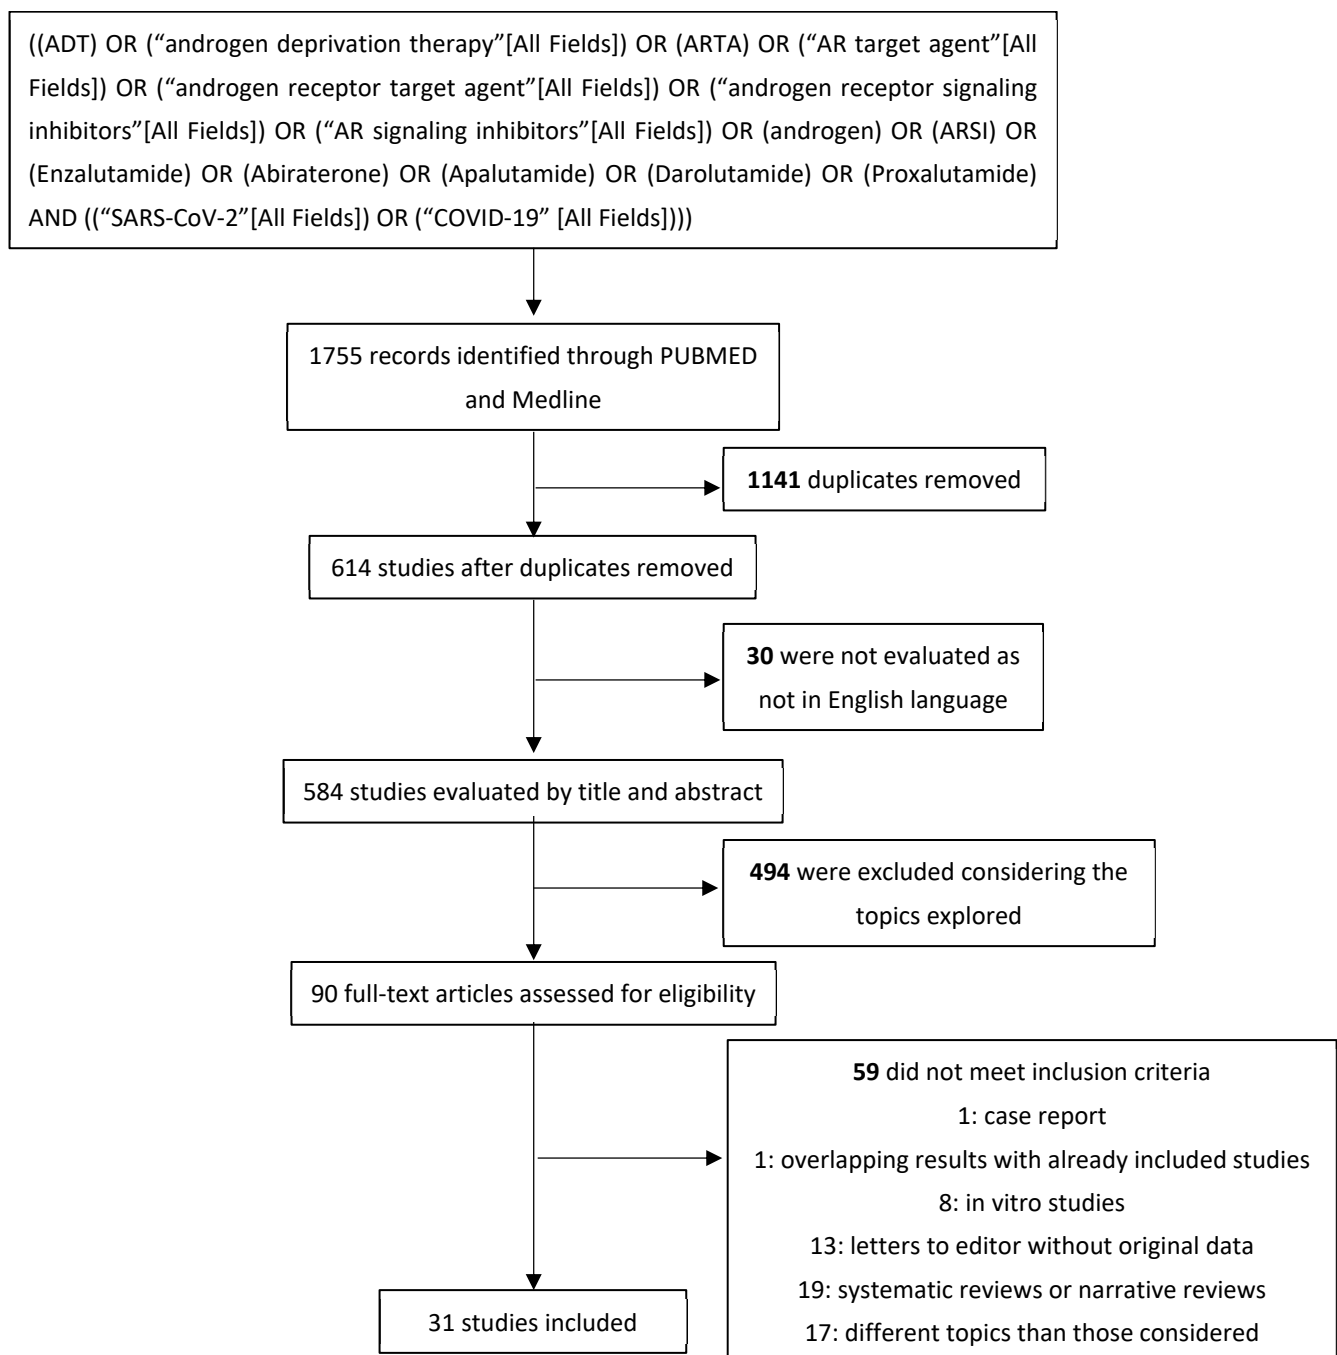 ((ADT) OR (“androgen deprivation therapy”[All Fields]) OR (ARTA) OR (“AR target agent”[All
Fields]) OR (“androgen receptor target agent”[All Fields]) OR (“androgen receptor signaling
inhibitors”[All Fields]) OR (“AR signaling inhibitors”[All Fields]) OR (androgen) OR (ARSI) OR
(Enzalutamide) OR (Abiraterone) OR (Apalutamide) OR (Darolutamide) OR (Proxalutamide)
AND ((“SARS-CoV-2”[All Fields]) OR (“COVID-19” [All Fields])))
1755 records identified through PUBMED
and Medline
1141 duplicates removed
614 studies after duplicates removed
30 were not evaluated as
not in English language
584 studies evaluated by title and abstract
494 were excluded considering the
topics explored
90 full-text articles assessed for eligibility
59 did not meet inclusion criteria
1: case report
1: overlapping results with already included studies
8: in vitro studies
13: letters to editor without original data
19: systematic reviews or narrative reviews
17: different topics than those considered
31 studies included